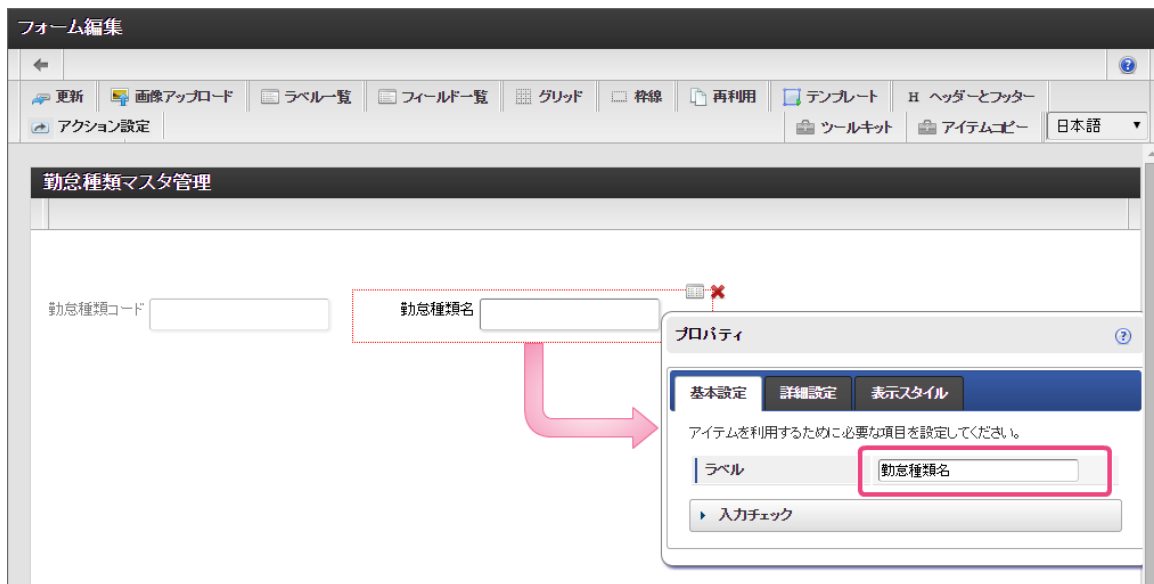 フォーム編集
更新 画像アップロード ラベル一覧 フィールド一覧 グリッド 枠線 再利用 テンプレート H ヘッダーとフッター
アクション設定 ツールキット アイテムコピー 日本語
勤怠種類マスタ管理
勤怠種類コード 勤怠種類名
プロパティ
基本設定 詳細設定 表示スタイル
アイテムを利用するために必要な項目を設定してください。
ラベル 勤怠種類名
入力チェック